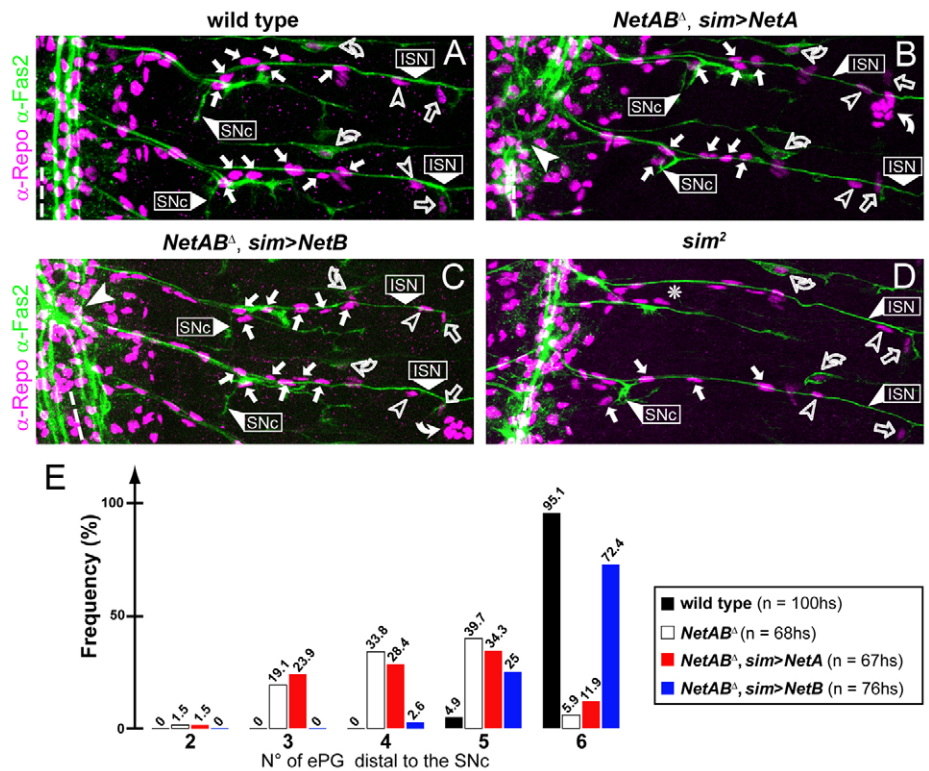 wild type
NetABΔ, sim>NetA
α-Repo α-Fas2
A
ISN
SNc
ISN
SNc
B
ISN
SNc
ISN
SNc
NetABΔ, sim>NetB
sim2
α-Repo α-Fas2
C
ISN
SNc
ISN
SNc
D
*
ISN
ISN
SNc
E
Frequency (%)
100
50
0
0 1.5 1.5 0
0 19.1 23.9 0
0 33.8 28.4 2.6
4.9 39.7 34.3 25
95.1 5.9 11.9 72.4
2 3 4 5 6
N° of ePG distal to the SNc
wild type (n = 100hs)
NetABΔ (n = 68hs)
NetABΔ, sim>NetA (n = 67hs)
NetABΔ, sim>NetB (n = 76hs)